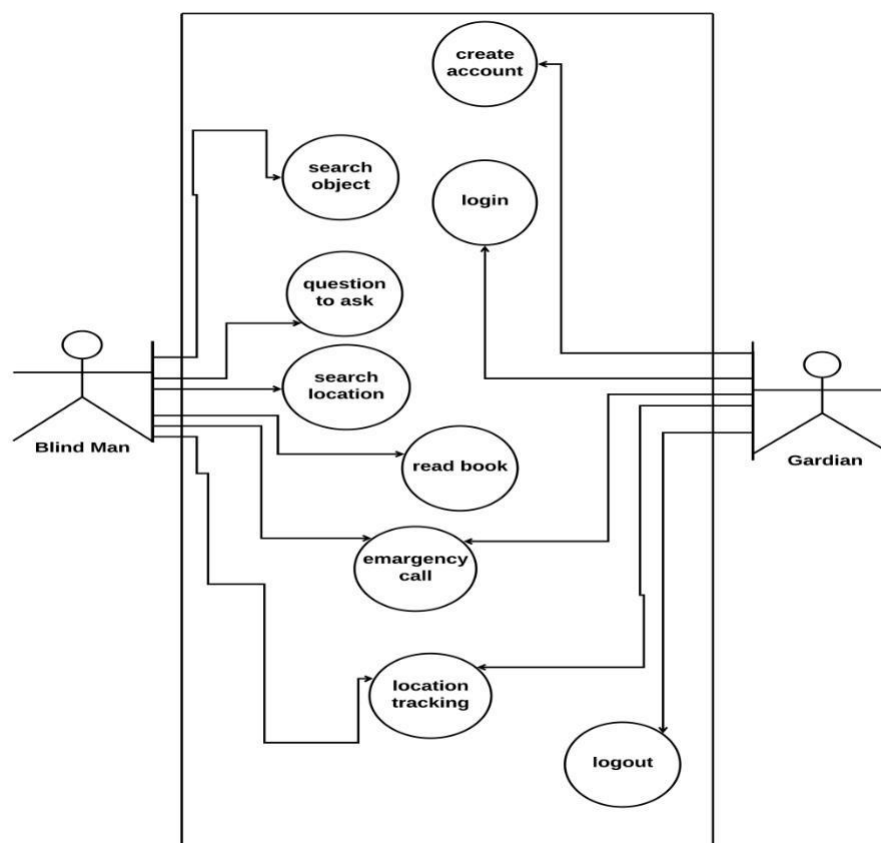 create
account
search
object
login
question
to ask
search
location
Blind Man
Gardian
read book
emargency
call
location
tracking
logout